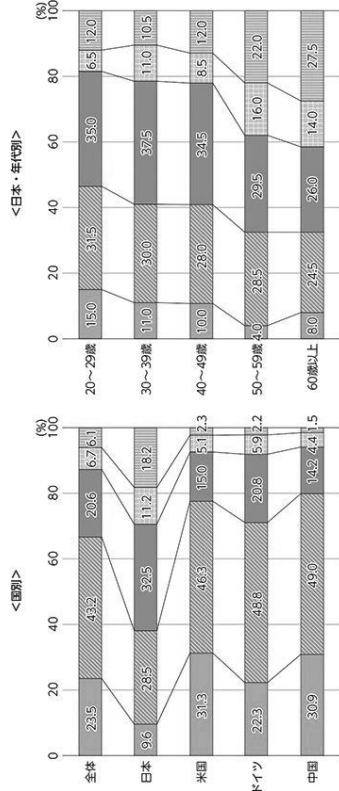 <国別>
0 20 40 60 80 100 (%)
全体 23.5 43.2 20.6 6.7 6.1
日本 9.6 28.5 32.5 11.2 18.2
米国 31.3 46.3 15.0 5.1 2.3
ドイツ 22.3 48.8 20.8 5.9 2.2
中国 30.9 49.0 14.2 4.4 1.5
<日本・年代別>
0 20 40 60 80 100 (%)
20～29歳 15.0 31.5 35.0 6.5 12.0
30～39歳 11.0 30.0 37.5 11.0 10.5
40～49歳 10.0 28.0 34.5 8.5 12.0
50～59歳 4.0 28.5 29.5 16.0 22.0
60歳以上 8.0 24.5 26.0 14.0 27.5